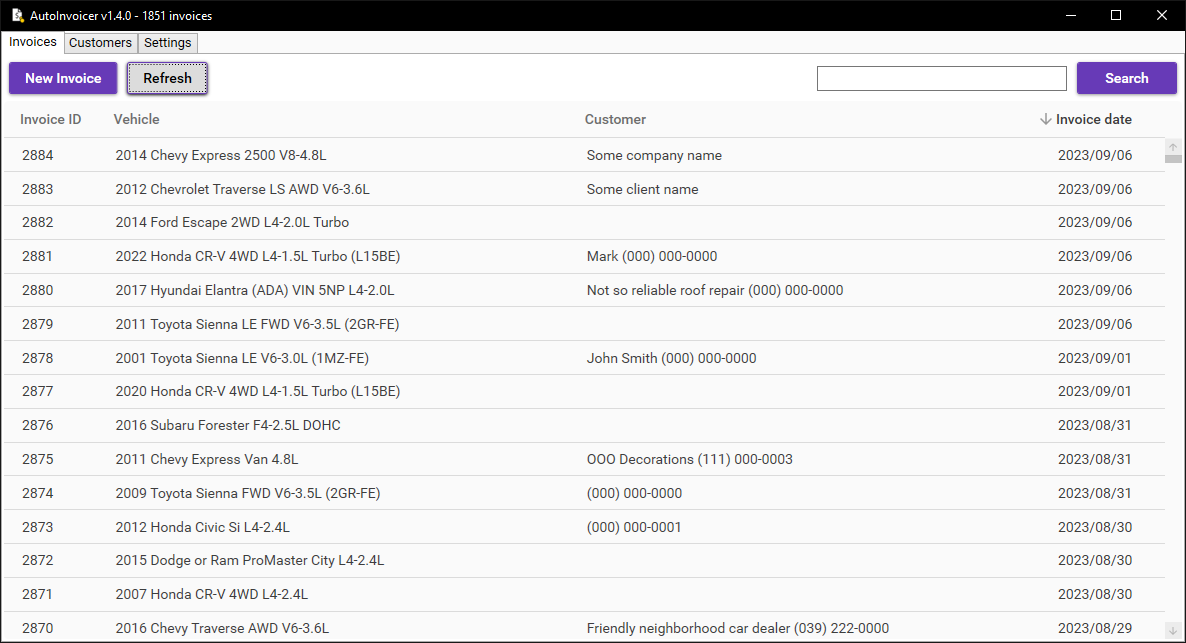 AutoInvoicer v1.4.0 - 1851 invoices
Invoices Customers Settings
New Invoice Refresh Search
Invoice ID Vehicle Customer Invoice date
2884 2014 Chevy Express 2500 V8-4.8L Some company name 2023/09/06
2883 2012 Chevrolet Traverse LS AWD V6-3.6L Some client name 2023/09/06
2882 2014 Ford Escape 2WD L4-2.0L Turbo 2023/09/06
2881 2022 Honda CR-V 4WD L4-1.5L Turbo (L15BE) Mark (000) 000-0000 2023/09/06
2880 2017 Hyundai Elantra (ADA) VIN 5NP L4-2.0L Not so reliable roof repair (000) 000-0000 2023/09/06
2879 2011 Toyota Sienna LE FWD V6-3.5L (2GR-FE) 2023/09/06
2878 2001 Toyota Sienna LE V6-3.0L (1MZ-FE) John Smith (000) 000-0000 2023/09/01
2877 2020 Honda CR-V 4WD L4-1.5L Turbo (L15BE) 2023/09/01
2876 2016 Subaru Forester F4-2.5L DOHC 2023/08/31
2875 2011 Chevy Express Van 4.8L OOO Decorations (111) 000-0003 2023/08/31
2874 2009 Toyota Sienna FWD V6-3.5L (2GR-FE) (000) 000-0000 2023/08/31
2873 2012 Honda Civic Si L4-2.4L (000) 000-0001 2023/08/30
2872 2015 Dodge or Ram ProMaster City L4-2.4L 2023/08/30
2871 2007 Honda CR-V 4WD L4-2.4L 2023/08/30
2870 2016 Chevy Traverse AWD V6-3.6L Friendly neighborhood car dealer (039) 222-0000 2023/08/29